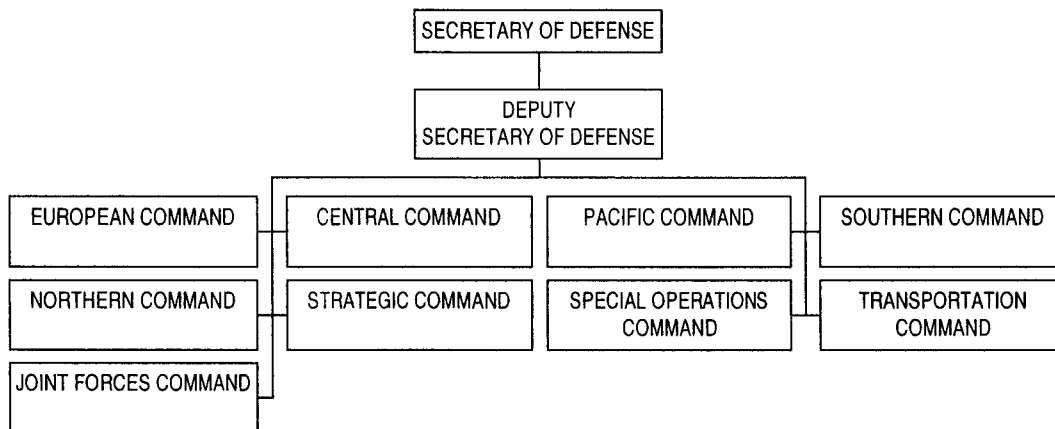 SECRETARY OF DEFENSE
DEPUTY
SECRETARY OF DEFENSE
EUROPEAN COMMAND
CENTRAL COMMAND
PACIFIC COMMAND
SOUTHERN COMMAND
NORTHERN COMMAND
STRATEGIC COMMAND
SPECIAL OPERATIONS
COMMAND
TRANSPORTATION
COMMAND
JOINT FORCES COMMAND